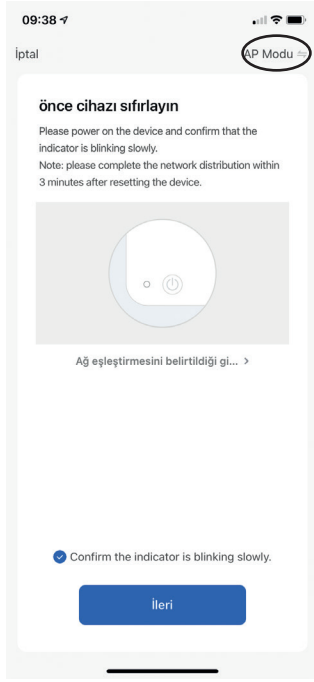 09:38
İptal
AP Modu
önce cihazı sıfırlayın
Please power on the device and confirm that the
indicator is blinking slowly.
Note: please complete the network distribution within
3 minutes after resetting the device.
Ağ eşleştirmesini belirtildiği gi...
Confirm the indicator is blinking slowly.
İleri